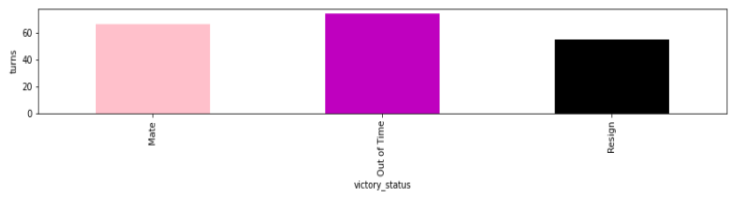 turns
60
40
20
0
Mate
Out of Time
Resign
victory_status